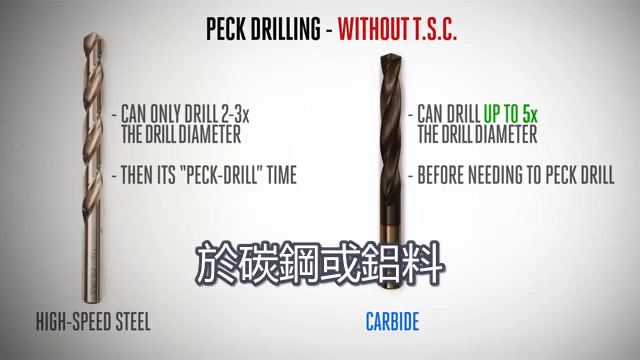 PECK DRILLING - WITHOUT T.S.C.
- CAN ONLY DRILL 2-3x
THE DRILL DIAMETER
- THEN ITS "PECK-DRILL" TIME
- CAN DRILL UP TO 5x
THE DRILL DIAMETER
- BEFORE NEEDING TO PECK DRILL
於碳鋼或鋁料
HIGH-SPEED STEEL
CARBIDE